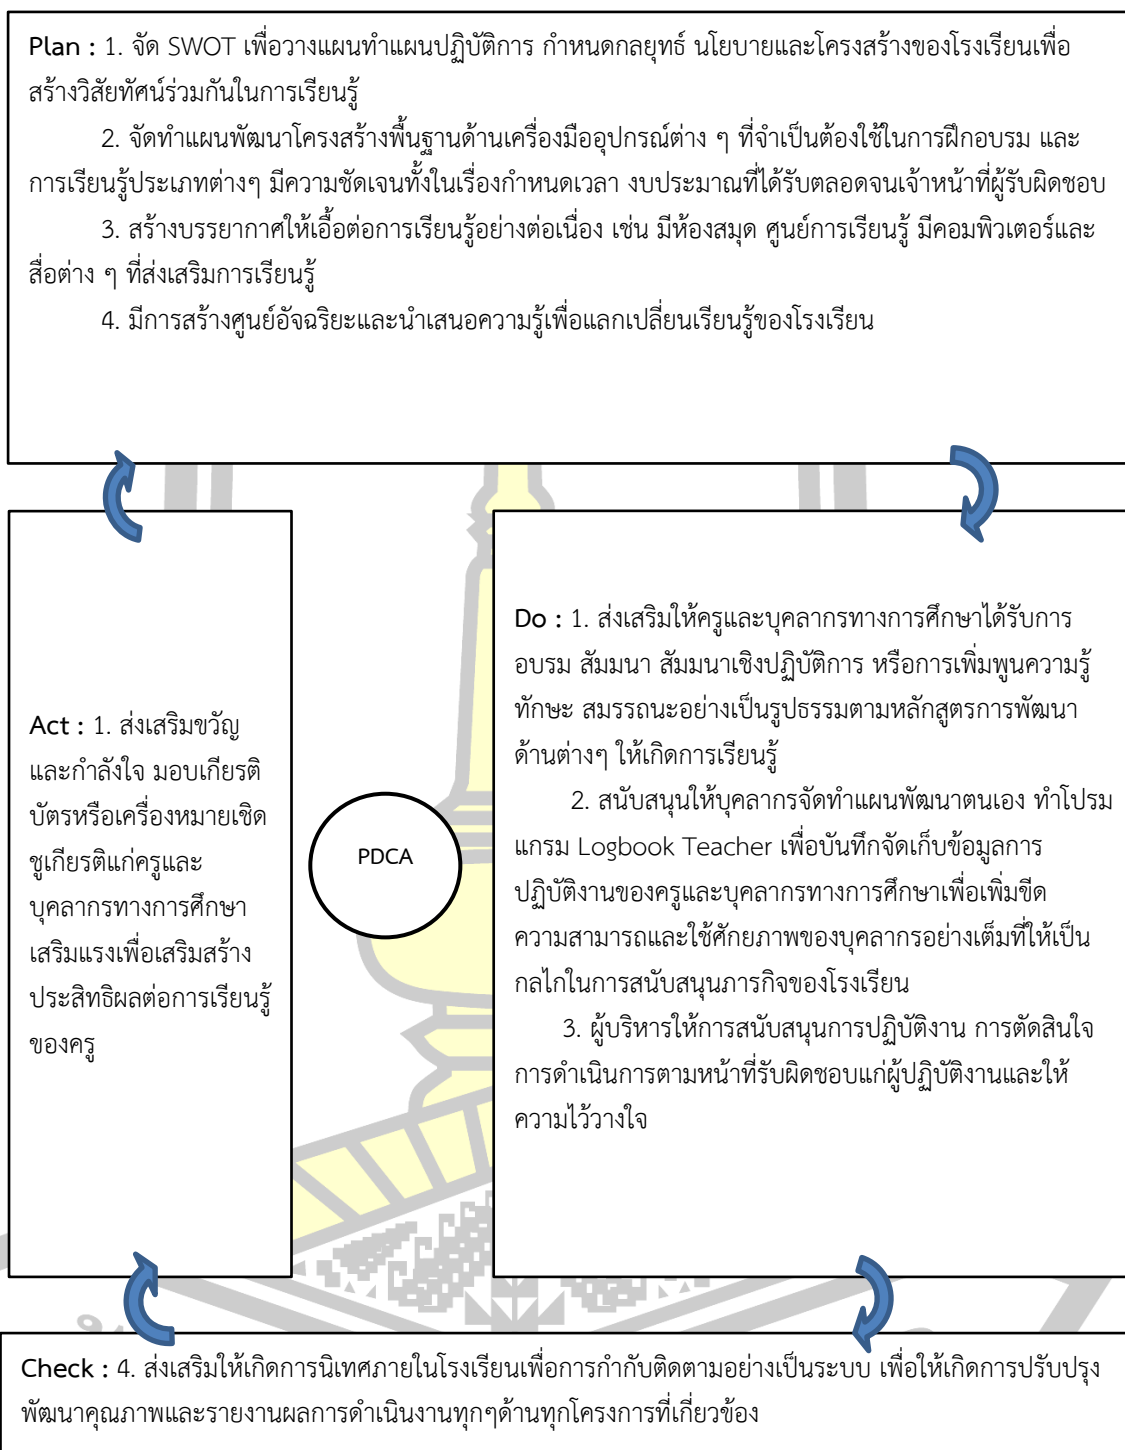 Plan : 1. จัด SWOT เพื่อวางแผนทำแผนปฏิบัติการ กำหนดกลยุทธ์ นโยบายและโครงสร้างของโรงเรียนเพื่อ
สร้างวิสัยทัศน์ร่วมกันในการเรียนรู้
2. จัดทำแผนพัฒนาโครงสร้างพื้นฐานด้านเครื่องมืออุปกรณ์ต่าง ๆ ที่จำเป็นต้องใช้ในการฝึกอบรม และ
การเรียนรู้ประเภทต่างๆ มีความชัดเจนทั้งในเรื่องกำหนดเวลา งบประมาณที่ได้รับตลอดจนเจ้าหน้าที่ผู้รับผิดชอบ
3. สร้างบรรยากาศให้เอื้อต่อการเรียนรู้อย่างต่อเนื่อง เช่น มีห้องสมุด ศูนย์การเรียนรู้ มีคอมพิวเตอร์และ
สื่อต่าง ๆ ที่ส่งเสริมการเรียนรู้
4. มีการสร้างศูนย์อัจฉริยะและนำเสนอความรู้เพื่อแลกเปลี่ยนเรียนรู้ของโรงเรียน
Act : 1. ส่งเสริมขวัญ
และกำลังใจ มอบเกียรติ
บัตรหรือเครื่องหมายเชิด
ชูเกียรติแก่ครูและ
บุคลากรทางการศึกษา
เสริมแรงเพื่อเสริมสร้าง
ประสิทธิผลต่อการเรียนรู้
ของครู
PDCA
Do : 1. ส่งเสริมให้ครูและบุคลากรทางการศึกษาได้รับการ
อบรม สัมมนา สัมมนาเชิงปฏิบัติการ หรือการเพิ่มพูนความรู้
ทักษะ สมรรถนะอย่างเป็นรูปธรรมตามหลักสูตรการพัฒนา
ด้านต่างๆ ให้เกิดการเรียนรู้
2. สนับสนุนให้บุคลากรจัดทำแผนพัฒนาตนเอง ทำโปรม
แกรม Logbook Teacher เพื่อบันทึกจัดเก็บข้อมูลการ
ปฏิบัติงานของครูและบุคลากรทางการศึกษาเพื่อเพิ่มขีด
ความสามารถและใช้ศักยภาพของบุคลากรอย่างเต็มที่ให้เป็น
กลไกในการสนับสนุนภารกิจของโรงเรียน
3. ผู้บริหารให้การสนับสนุนการปฏิบัติงาน การตัดสินใจ
การดำเนินการตามหน้าที่รับผิดชอบแก่ผู้ปฏิบัติงานและให้
ความไว้วางใจ
Check : 4. ส่งเสริมให้เกิดการนิเทศภายในโรงเรียนเพื่อการกำกับติดตามอย่างเป็นระบบ เพื่อให้เกิดการปรับปรุง
พัฒนาคุณภาพและรายงานผลการดำเนินงานทุกๆด้านทุกโครงการที่เกี่ยวข้อง